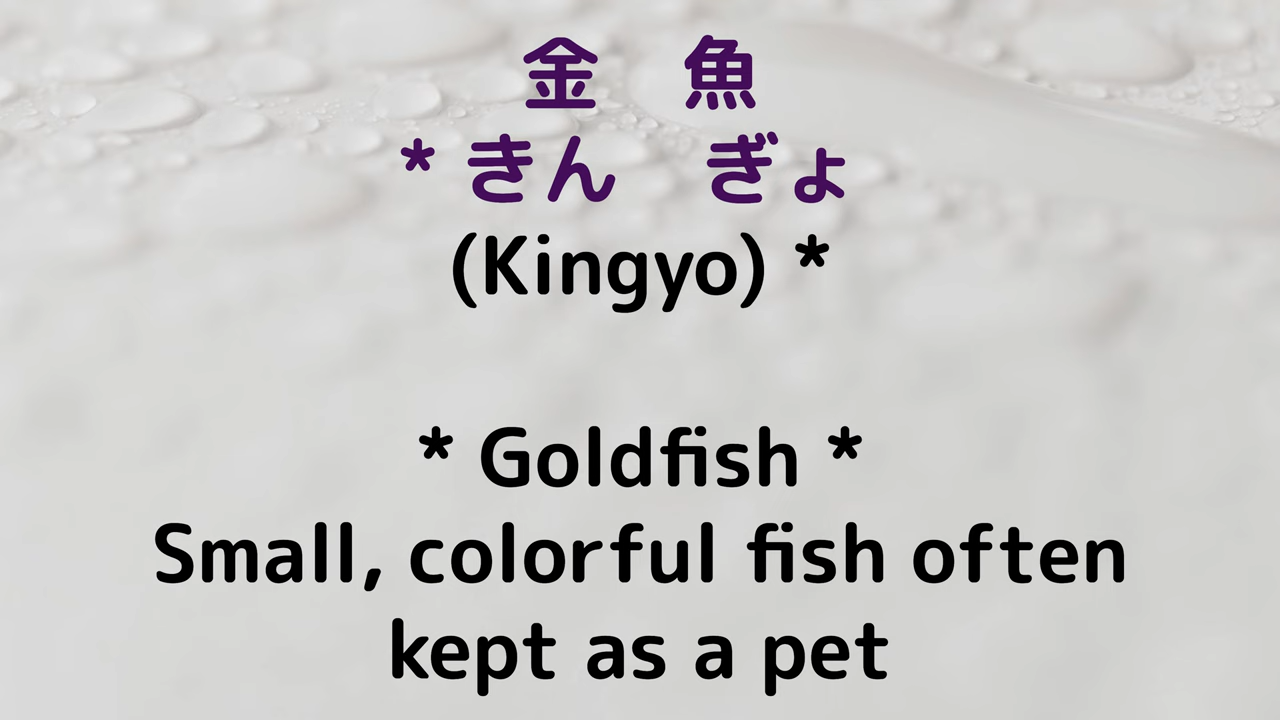 金　魚
* きん　ぎょ
(Kingyo) *
* Goldfish *
Small, colorful fish often
kept as a pet